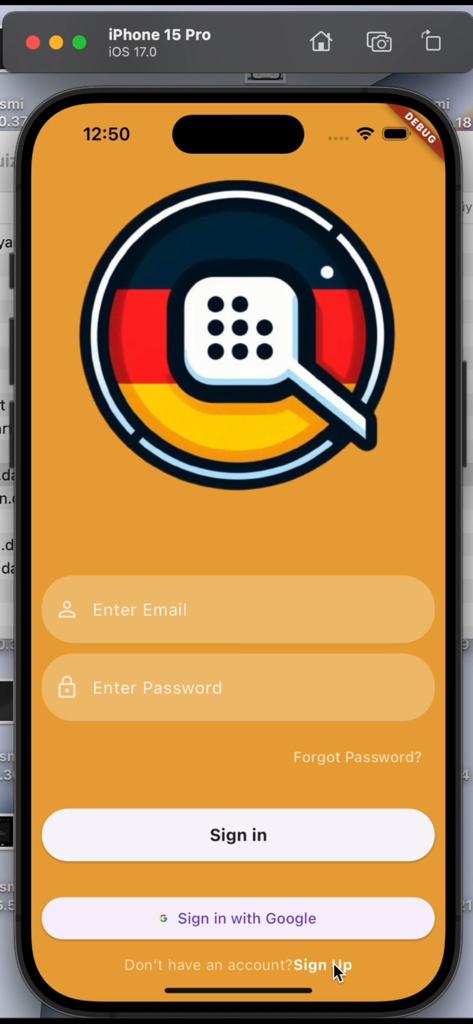 iPhone 15 Pro
iOS 17.0
12:50
DEBUG
Enter Email
Enter Password
Forgot Password?
Sign in
G Sign in with Google
Don't have an account?Sign Up